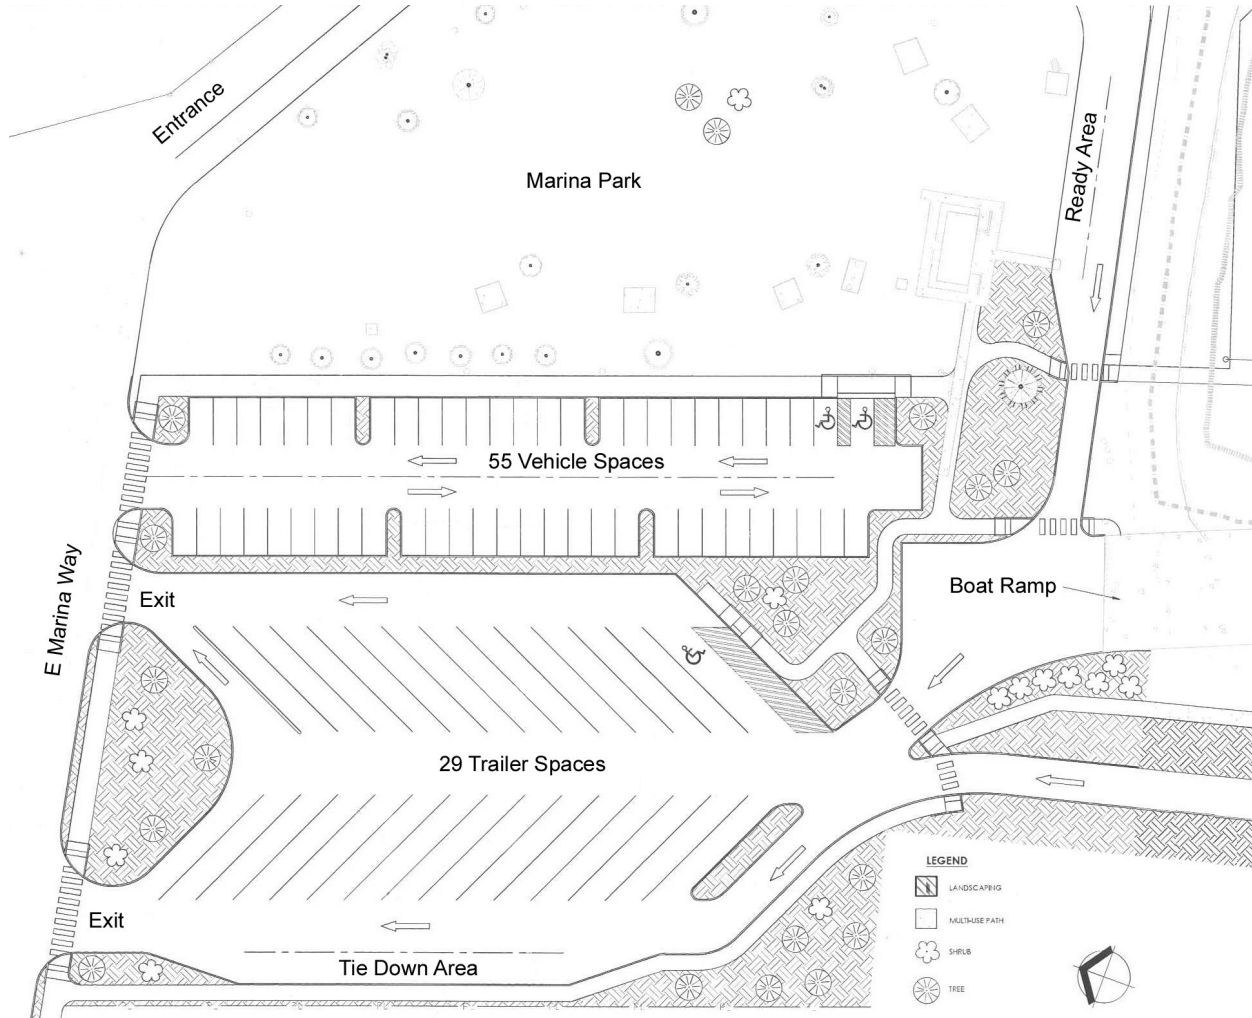 Entrance
Marina Park
Ready Area
55 Vehicle Spaces
E Marina Way
Exit
Boat Ramp
29 Trailer Spaces
Exit
Tie Down Area
LEGEND
LANDSCAPING
MULTI-USE PATH
SHRUB
TREE